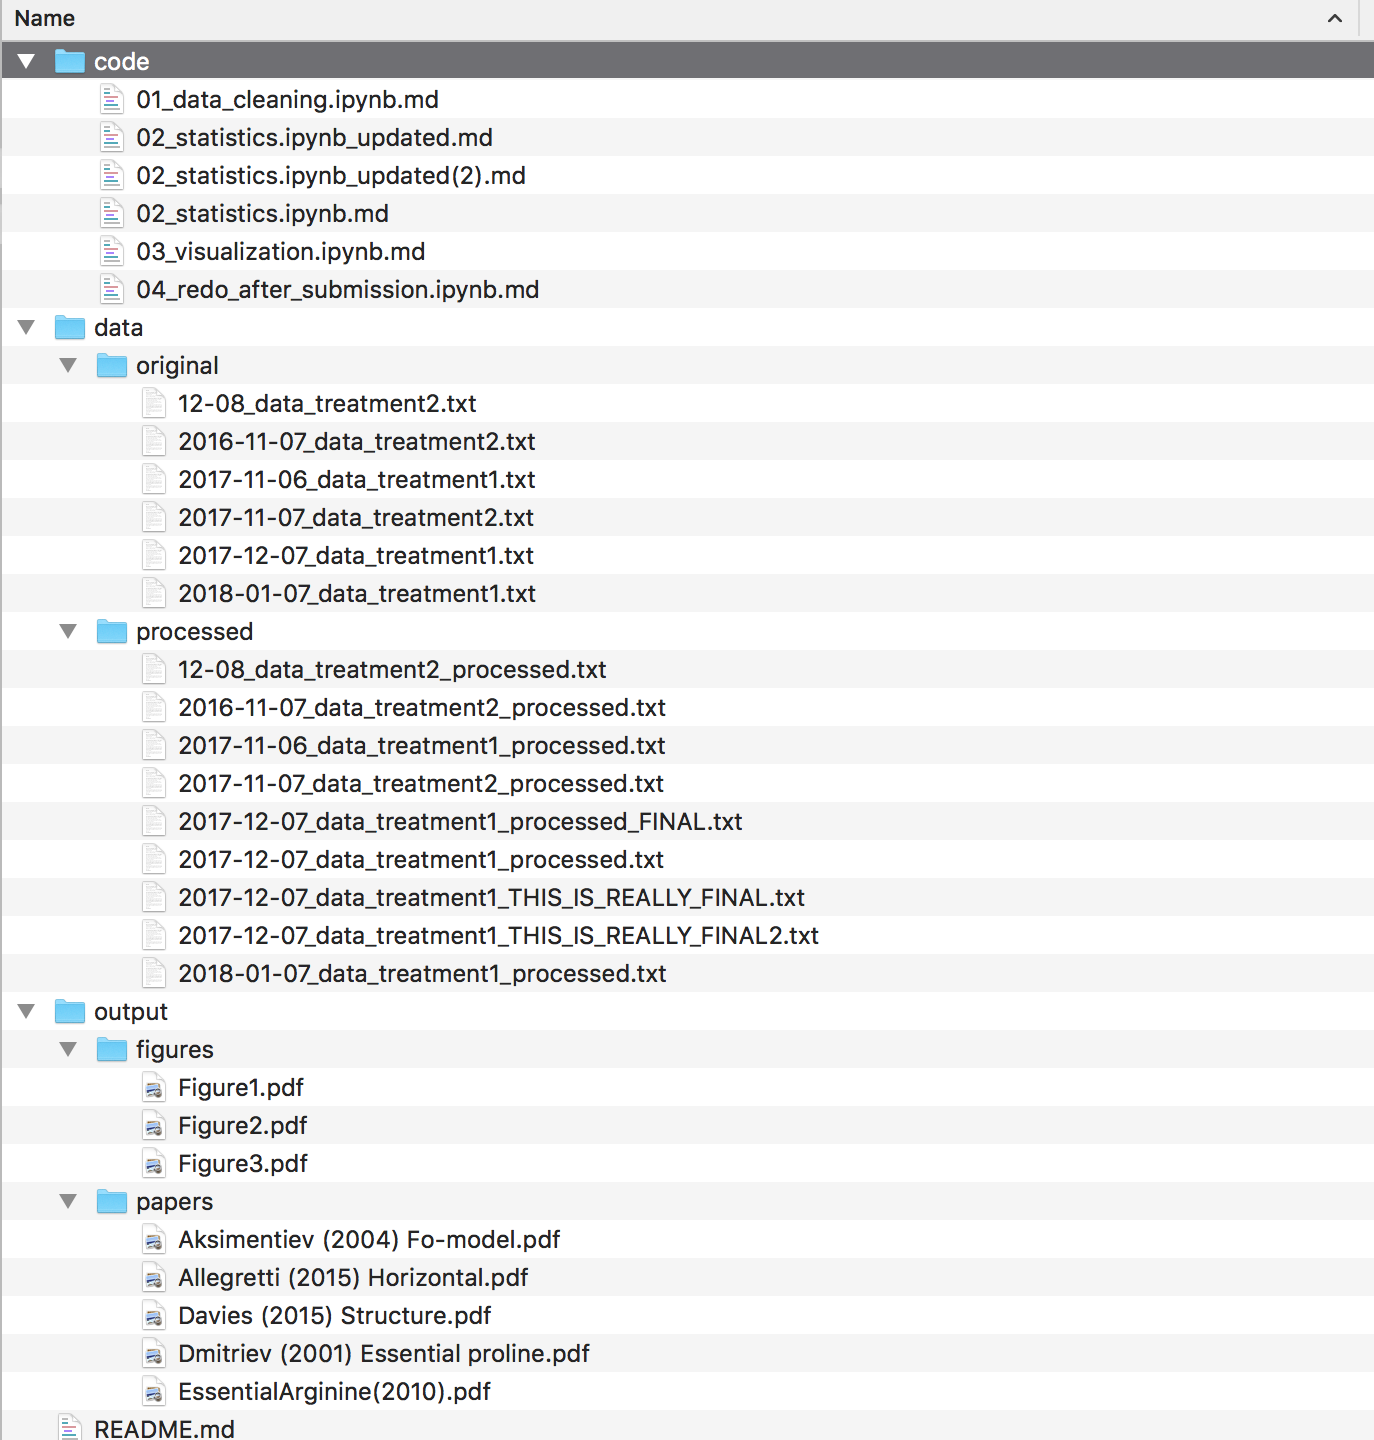 Name
code
01_data_cleaning.ipynb.md
02_statistics.ipynb_updated.md
02_statistics.ipynb_updated(2).md
02_statistics.ipynb.md
03_visualization.ipynb.md
04_redo_after_submission.ipynb.md
data
original
12-08_data_treatment2.txt
2016-11-07_data_treatment2.txt
2017-11-06_data_treatment1.txt
2017-11-07_data_treatment2.txt
2017-12-07_data_treatment1.txt
2018-01-07_data_treatment1.txt
processed
12-08_data_treatment2_processed.txt
2016-11-07_data_treatment2_processed.txt
2017-11-06_data_treatment1_processed.txt
2017-11-07_data_treatment2_processed.txt
2017-12-07_data_treatment1_processed_FINAL.txt
2017-12-07_data_treatment1_processed.txt
2017-12-07_data_treatment1_THIS_IS_REALLY_FINAL.txt
2017-12-07_data_treatment1_THIS_IS_REALLY_FINAL2.txt
2018-01-07_data_treatment1_processed.txt
output
figures
Figure1.pdf
Figure2.pdf
Figure3.pdf
papers
Aksimentiev (2004) Fo-model.pdf
Allegretti (2015) Horizontal.pdf
Davies (2015) Structure.pdf
Dmitriev (2001) Essential proline.pdf
EssentialArginine(2010).pdf
README.md